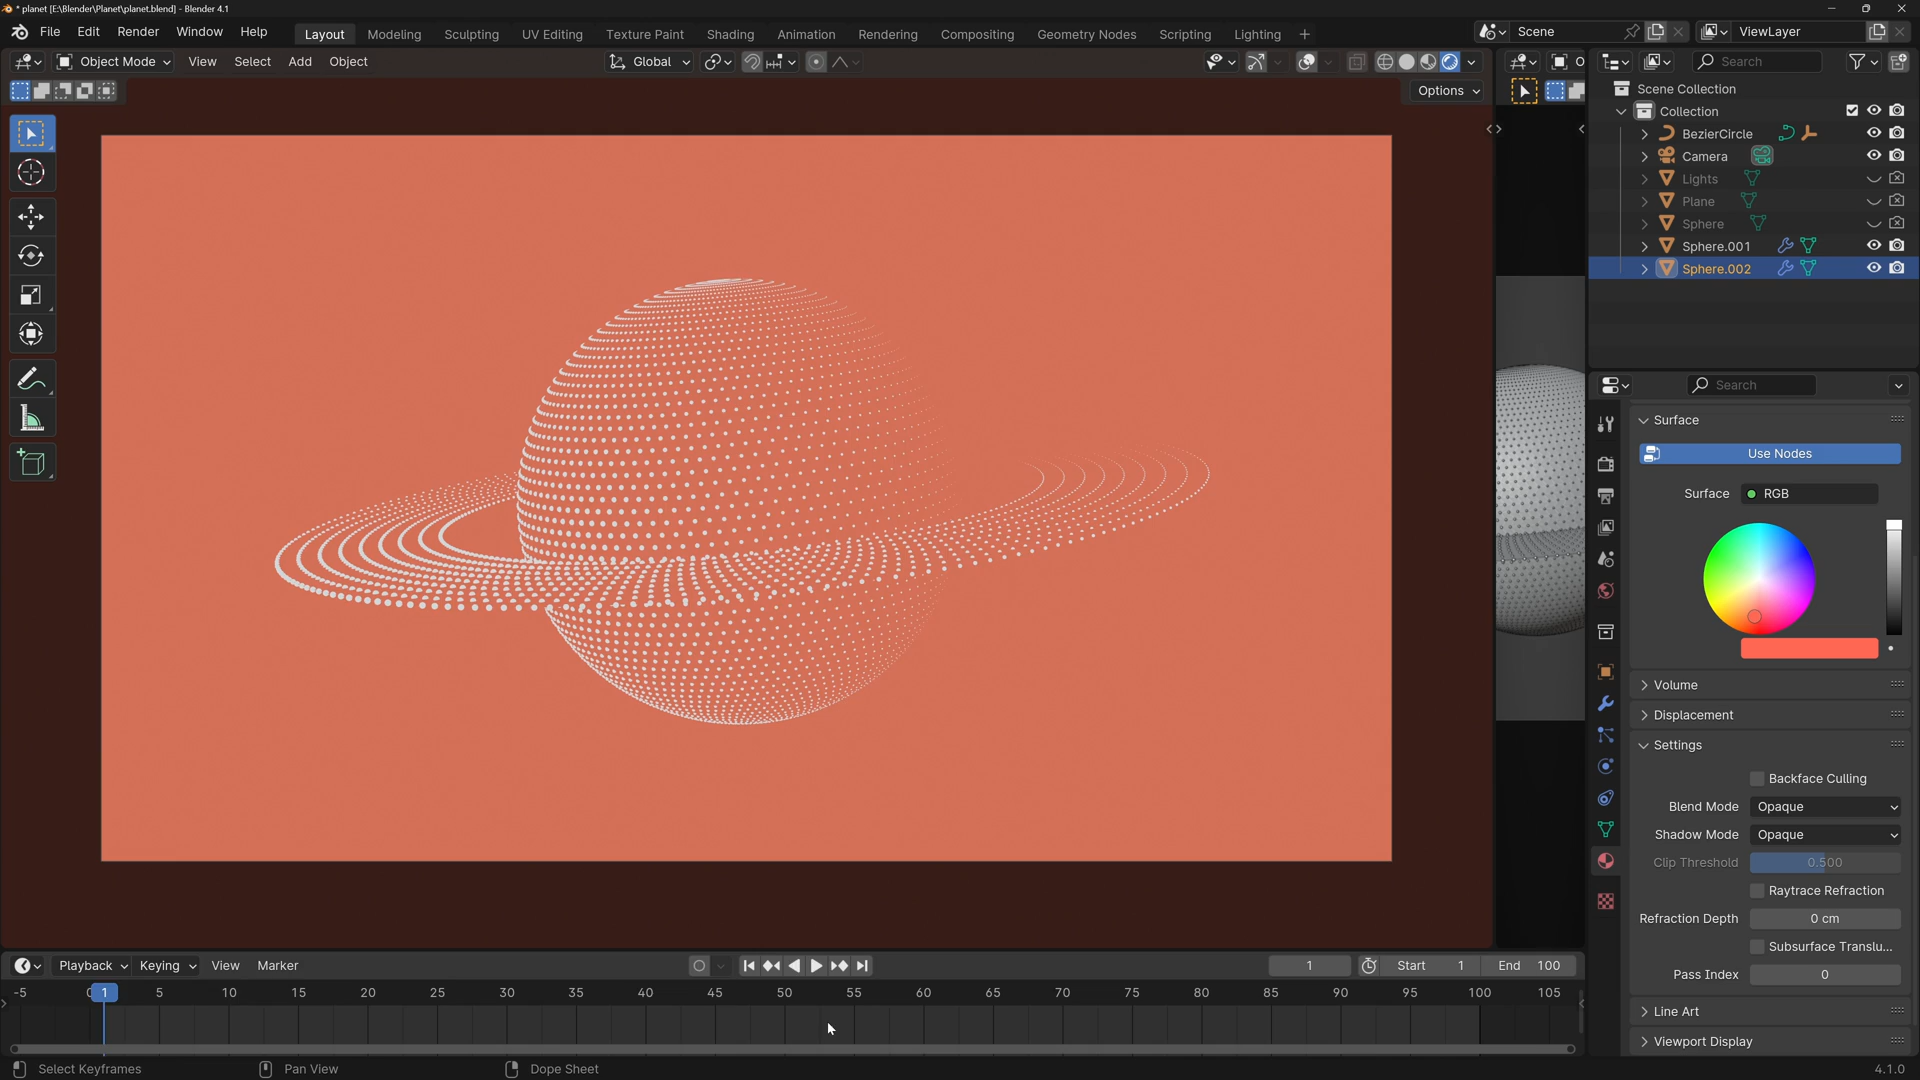 * planet [E:\Blender\Planet\planet.blend] - Blender 4.1
File Edit Render Window Help
Layout Modeling Sculpting UV Editing Texture Paint Shading Animation Rendering Compositing Geometry Nodes Scripting Lighting +
Scene
ViewLayer
Object Mode View Select Add Object
Global
Options
Search
Scene Collection
Collection
BezierCircle
Camera
Lights
Plane
Sphere
Sphere.001
Sphere.002
Search
Surface
Use Nodes
Surface RGB
Volume
Displacement
Settings
Backface Culling
Blend Mode Opaque
Shadow Mode Opaque
Clip Threshold 0.500
Raytrace Refraction
Refraction Depth 0 cm
Subsurface Translu...
Pass Index 0
Line Art
Viewport Display
Playback Keying View Marker
1 Start 1 End 100
-5 0 1 5 10 15 20 25 30 35 40 45 50 55 60 65 70 75 80 85 90 95 100 105
Select Keyframes Pan View Dope Sheet
4.1.0